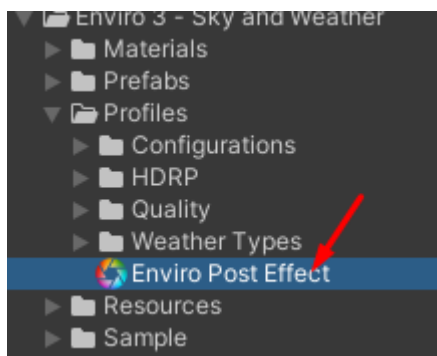 Enviro 3 - Sky and Weather
Materials
Prefabs
Profiles
Configurations
HDRP
Quality
Weather Types
Enviro Post Effect
Resources
Sample